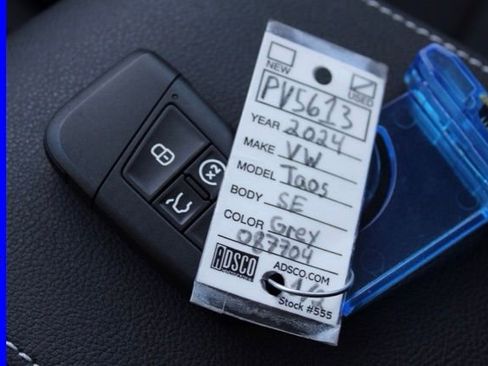 NEW
USED
PV5613
YEAR 2024
MAKE VW
MODEL Taos
BODY SE
COLOR Grey
087704
ADSCO ADSCO.COM
Stock #555